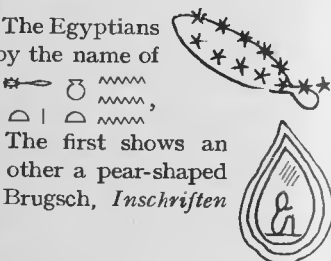 The Egyptians
by the name of
,
The first shows an
other a pear-shaped
Brugsch, Inschriften